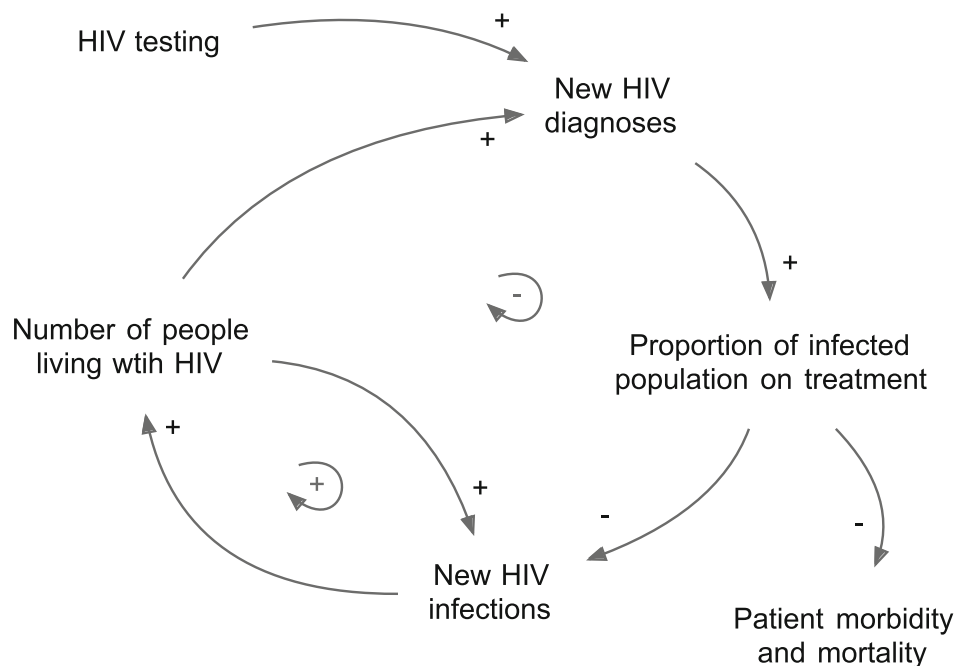 HIV testing
+
New HIV
diagnoses
+
+
-
Number of people
living wtih HIV
Proportion of infected
population on treatment
+
+
+
-
-
New HIV
infections
Patient morbidity
and mortality